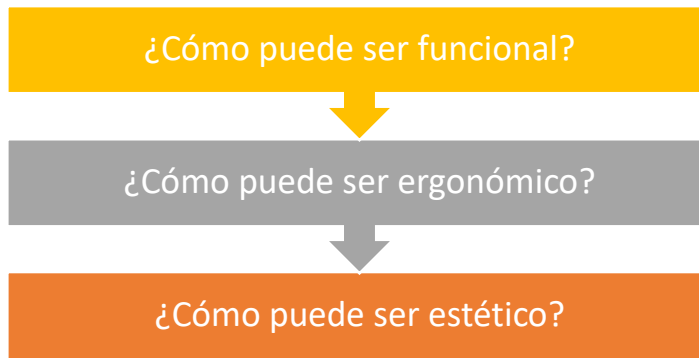 ¿Cómo puede ser funcional?
¿Cómo puede ser ergonómico?
¿Cómo puede ser estético?